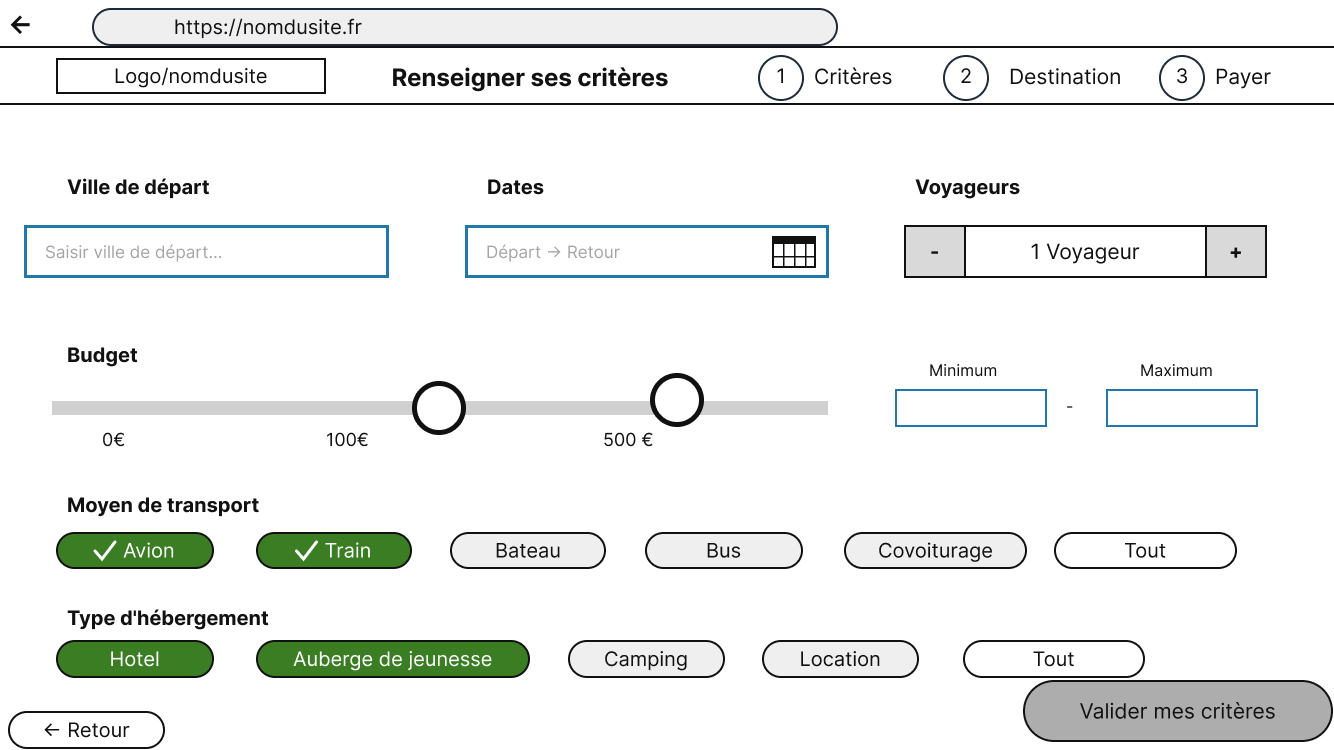 https://nomdusite.fr
Logo/nomdusite
Renseigner ses critères
1 Critères
2 Destination
3 Payer
Ville de départ
Dates
Voyageurs
Saisir ville de départ...
Départ → Retour
-
1 Voyageur
+
Budget
Minimum
Maximum
-
0€
100€
500 €
Moyen de transport
Avion
Train
Bateau
Bus
Covoiturage
Tout
Type d'hébergement
Hotel
Auberge de jeunesse
Camping
Location
Tout
Valider mes critères
← Retour